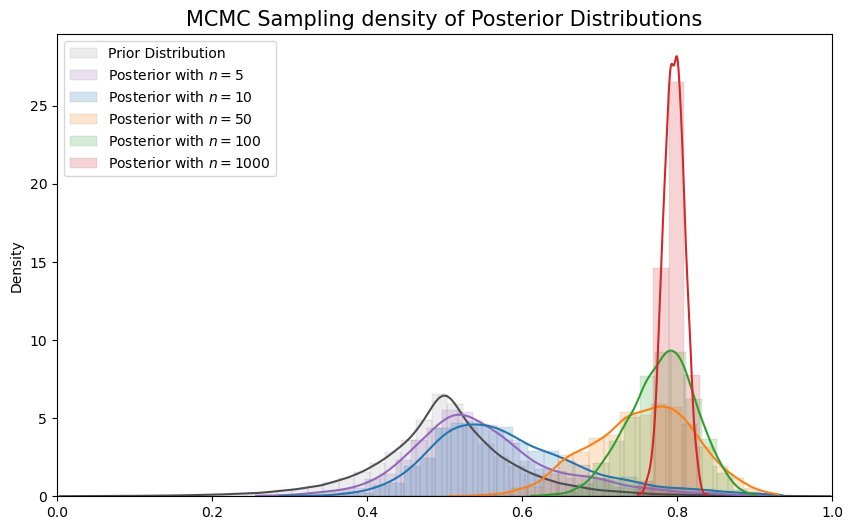 MCMC Sampling density of Posterior Distributions
Prior Distribution
Posterior with n = 5
Posterior with n = 10
Posterior with n = 50
Posterior with n = 100
Posterior with n = 1000
Density
25
20
15
10
5
0
0.0 0.2 0.4 0.6 0.8 1.0